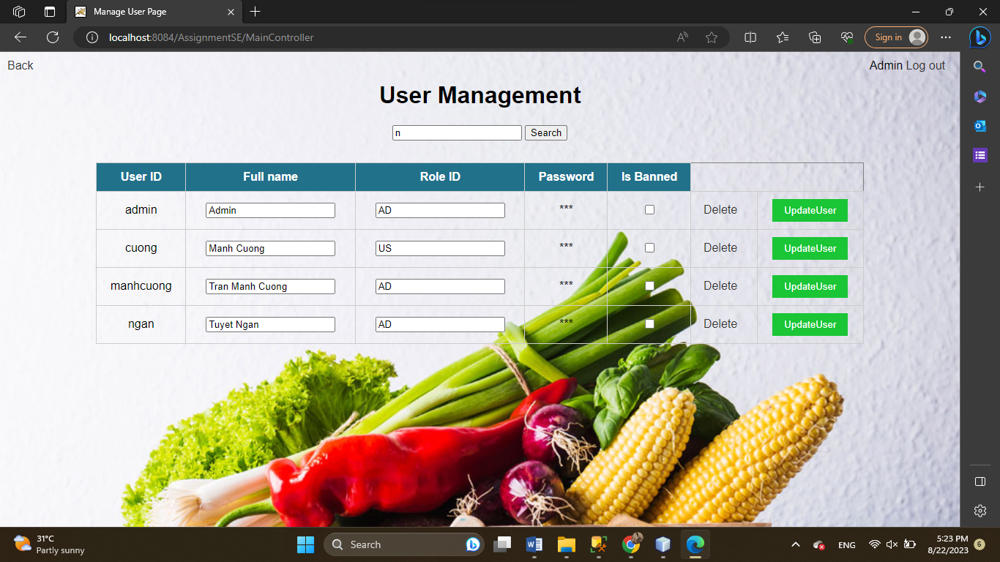 Manage User Page
localhost:8084/AssignmentSE/MainController
Sign in
Back
Admin Log out
User Management
n Search
User ID Full name Role ID Password Is Banned
admin Admin AD *** Delete UpdateUser
cuong Manh Cuong US *** Delete UpdateUser
manhcuong Tran Manh Cuong AD *** Delete UpdateUser
ngan Tuyet Ngan AD *** Delete UpdateUser
31°C
Partly sunny
Search
ENG
5:23 PM
8/22/2023
6